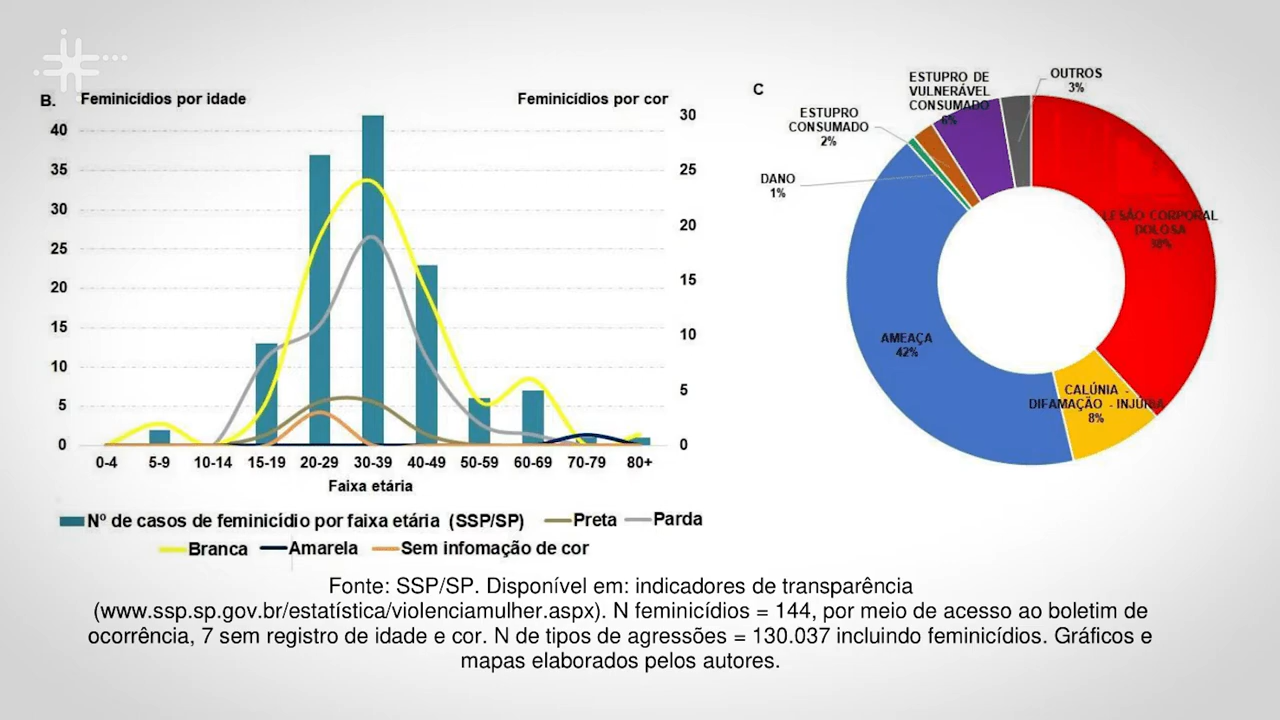 B.
Feminicídios por idade
Feminicídios por cor
40
35
30
25
20
15
10
5
0
30
25
20
15
10
5
0
0-4 5-9 10-14 15-19 20-29 30-39 40-49 50-59 60-69 70-79 80+
Faixa etária
Nº de casos de feminicídio por faixa etária (SSP/SP) Preta Parda
Branca Amarela Sem infomação de cor
C
ESTUPRO DE
VULNERÁVEL
CONSUMADO
6%
OUTROS
3%
ESTUPRO
CONSUMADO
2%
DANO
1%
LESÃO CORPORAL
DOLOSA
38%
AMEAÇA
42%
CALÚNIA -
DIFAMAÇÃO - INJÚRIA
8%
Fonte: SSP/SP. Disponível em: indicadores de transparência
(www.ssp.sp.gov.br/estatística/violenciamulher.aspx). N feminicídios = 144, por meio de acesso ao boletim de
ocorrência, 7 sem registro de idade e cor. N de tipos de agressões = 130.037 incluindo feminicídios. Gráficos e
mapas elaborados pelos autores.